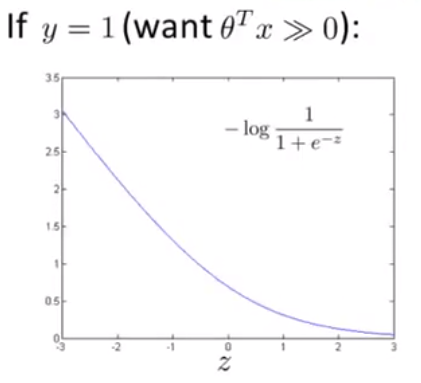 If y = 1 (want θᵀx ≫ 0):
3.5
3
2.5
2
1.5
1
0.5
0
− log 1 / (1 + e⁻ᶻ)
-3 -2 -1 0 1 2 3
z